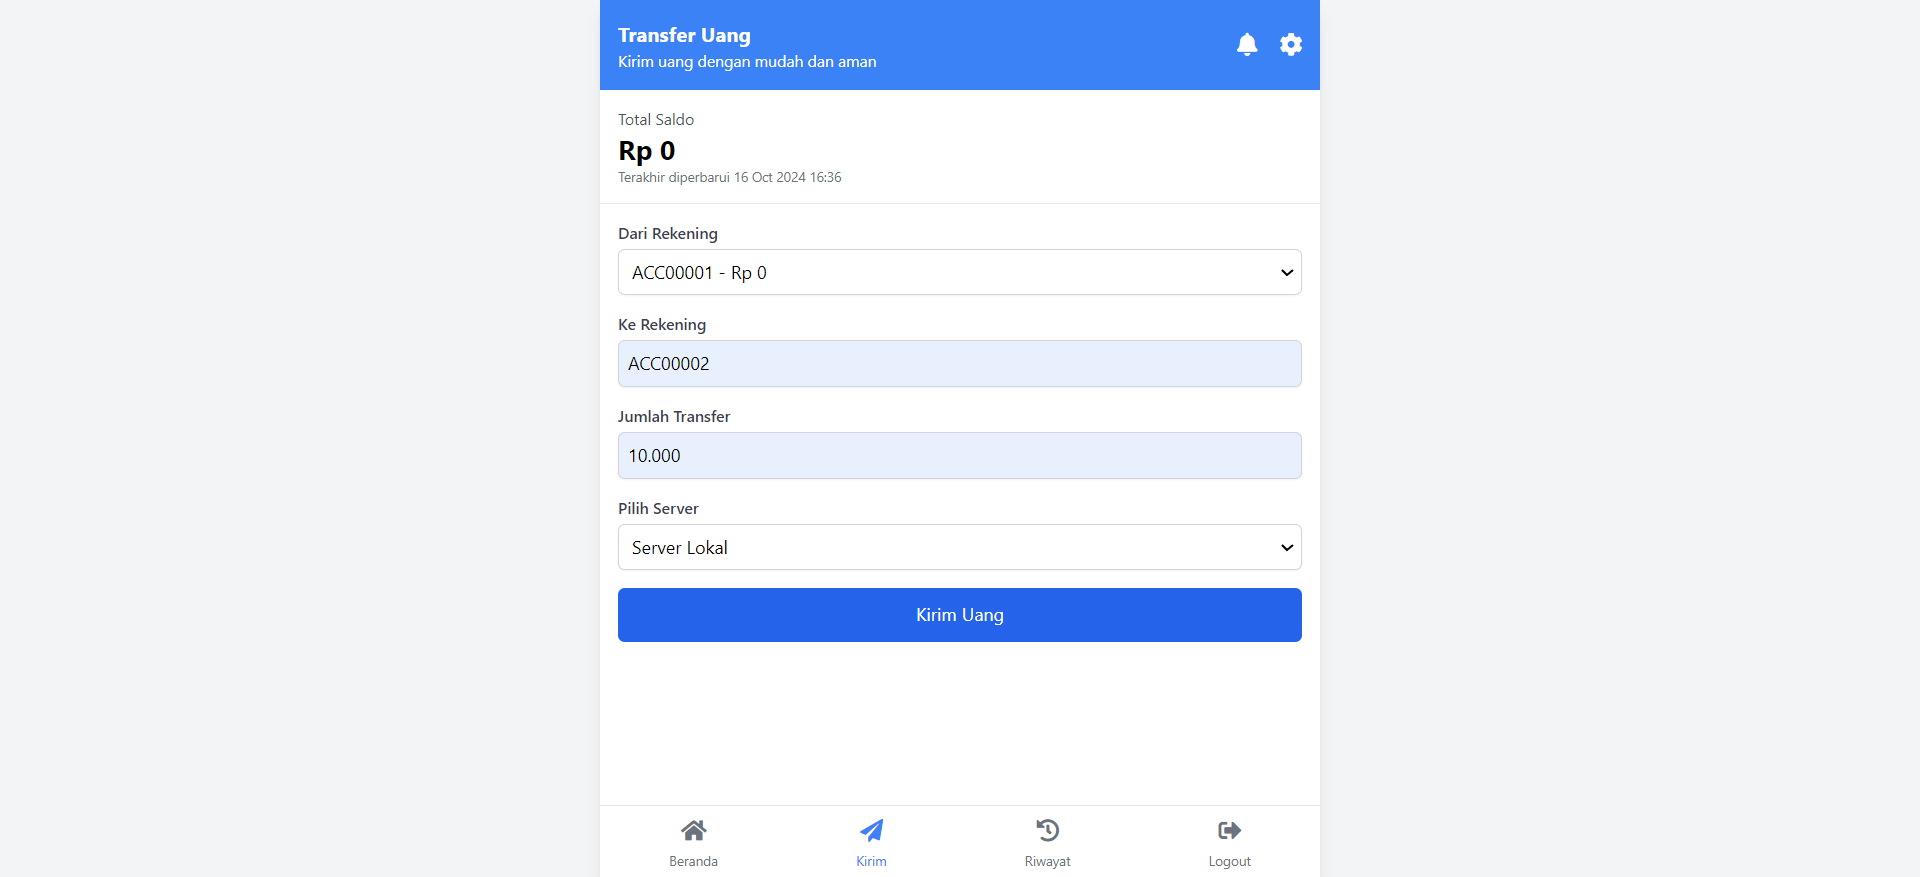 Transfer Uang
Kirim uang dengan mudah dan aman
Total Saldo
Rp 0
Terakhir diperbarui 16 Oct 2024 16:36
Dari Rekening
ACC00001 - Rp 0
Ke Rekening
ACC00002
Jumlah Transfer
10.000
Pilih Server
Server Lokal
Kirim Uang
Beranda
Kirim
Riwayat
Logout